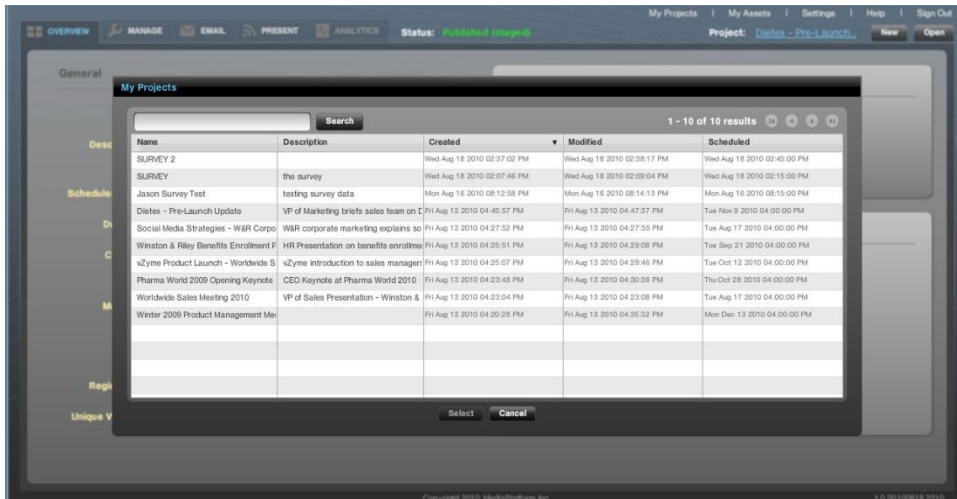 My Projects | My Assets | Settings | Help | Sign Out
OVERVIEW MANAGE EMAIL PRESENT ANALYTICS Status: Published (staged) Project: Dietex - Pre-Launch... New Open
General
My Projects
Search 1 - 10 of 10 results
Name Description Created Modified Scheduled
SURVEY 2 Wed Aug 18 2010 02:37:02 PM Wed Aug 18 2010 02:38:17 PM Wed Aug 18 2010 02:45:00 PM
SURVEY the survey Wed Aug 18 2010 02:07:46 PM Wed Aug 18 2010 02:09:04 PM Wed Aug 18 2010 02:15:00 PM
Jason Survey Test testing survey data Mon Aug 16 2010 08:12:58 PM Mon Aug 16 2010 08:14:13 PM Mon Aug 16 2010 08:15:00 PM
Dietex - Pre-Launch Update VP of Marketing briefs sales team on D Fri Aug 13 2010 04:45:57 PM Fri Aug 13 2010 04:47:37 PM Tue Nov 9 2010 04:00:00 PM
Social Media Strategies - W&R Corpo W&R corporate marketing explains so Fri Aug 13 2010 04:27:52 PM Fri Aug 13 2010 04:27:55 PM Tue Aug 17 2010 04:00:00 PM
Winston & Riley Benefits Enrollment P HR Presentation on benefits enrollmen Fri Aug 13 2010 04:25:51 PM Fri Aug 13 2010 04:29:08 PM Tue Sep 21 2010 04:00:00 PM
vZyme Product Launch - Worldwide S vZyme introduction to sales managers Fri Aug 13 2010 04:25:07 PM Fri Aug 13 2010 04:29:46 PM Tue Oct 12 2010 04:00:00 PM
Pharma World 2009 Opening Keynote CEO Keynote at Pharma World 2010 Fri Aug 13 2010 04:23:48 PM Fri Aug 13 2010 04:30:36 PM Thu Oct 28 2010 04:00:00 PM
Worldwide Sales Meeting 2010 VP of Sales Presentation - Winston & Fri Aug 13 2010 04:23:04 PM Fri Aug 13 2010 04:23:08 PM Tue Aug 17 2010 04:00:00 PM
Winter 2009 Product Management Mee Fri Aug 13 2010 04:20:28 PM Fri Aug 13 2010 04:35:32 PM Mon Dec 13 2010 04:00:00 PM
Desc
Schedule
Regi
Unique V
Select Cancel
Copyright 2010 MediaPlatform Inc.